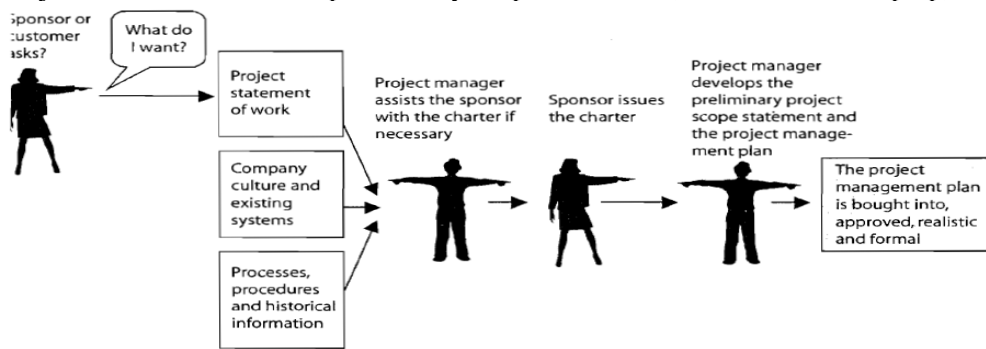 Sponsor or
customer
asks?
What do
I want?
Project
statement
of work
Company
culture and
existing
systems
Processes,
procedures
and historical
information
Project manager
assists the sponsor
with the charter if
necessary
Sponsor issues
the charter
Project manager
develops the
preliminary project
scope statement and
the project manage-
ment plan
The project
management plan
is bought into,
approved, realistic
and formal